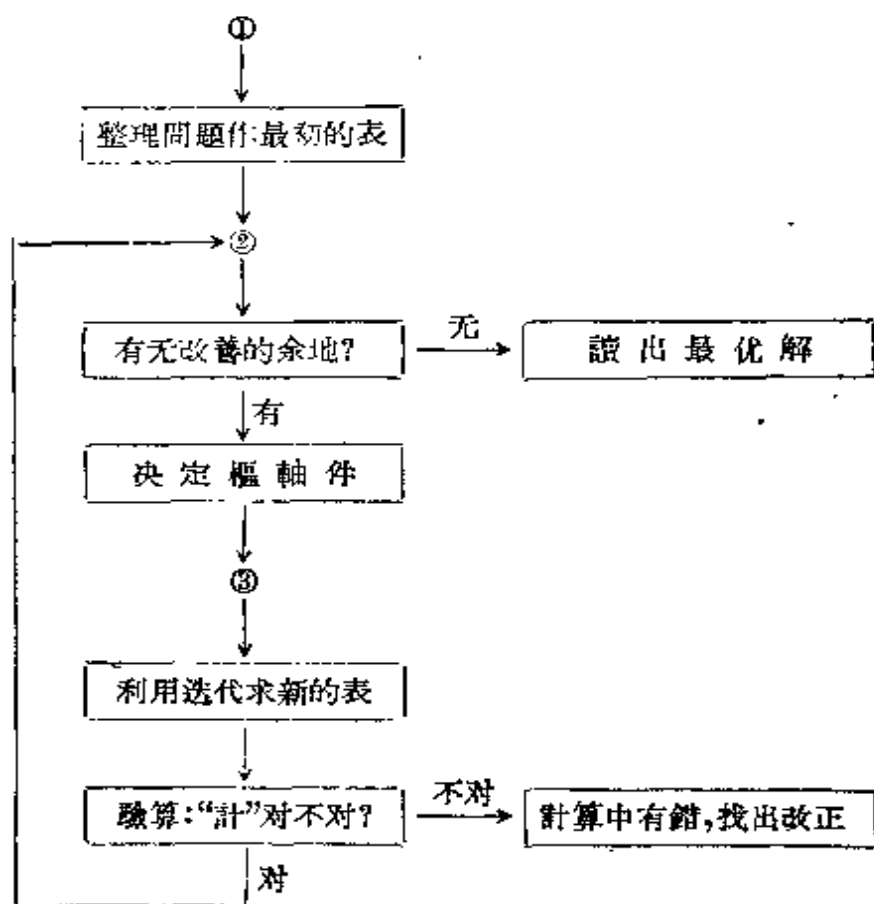 ①
整理問題作最初的表
②
有无改善的余地?
无
讀出最优解
有
决定樞軸件
③
利用迭代求新的表
驗算:“計”对不对?
不对
計算中有錯,找出改正
对